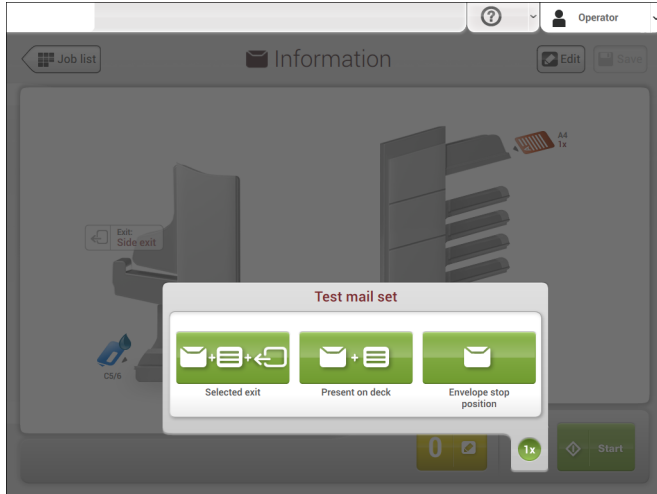 Operator
Job list
Information
Edit
Save
A4
1x
Exit:
Side exit
C5/6
Test mail set
Selected exit
Present on deck
Envelope stop
position
0
1x
Start